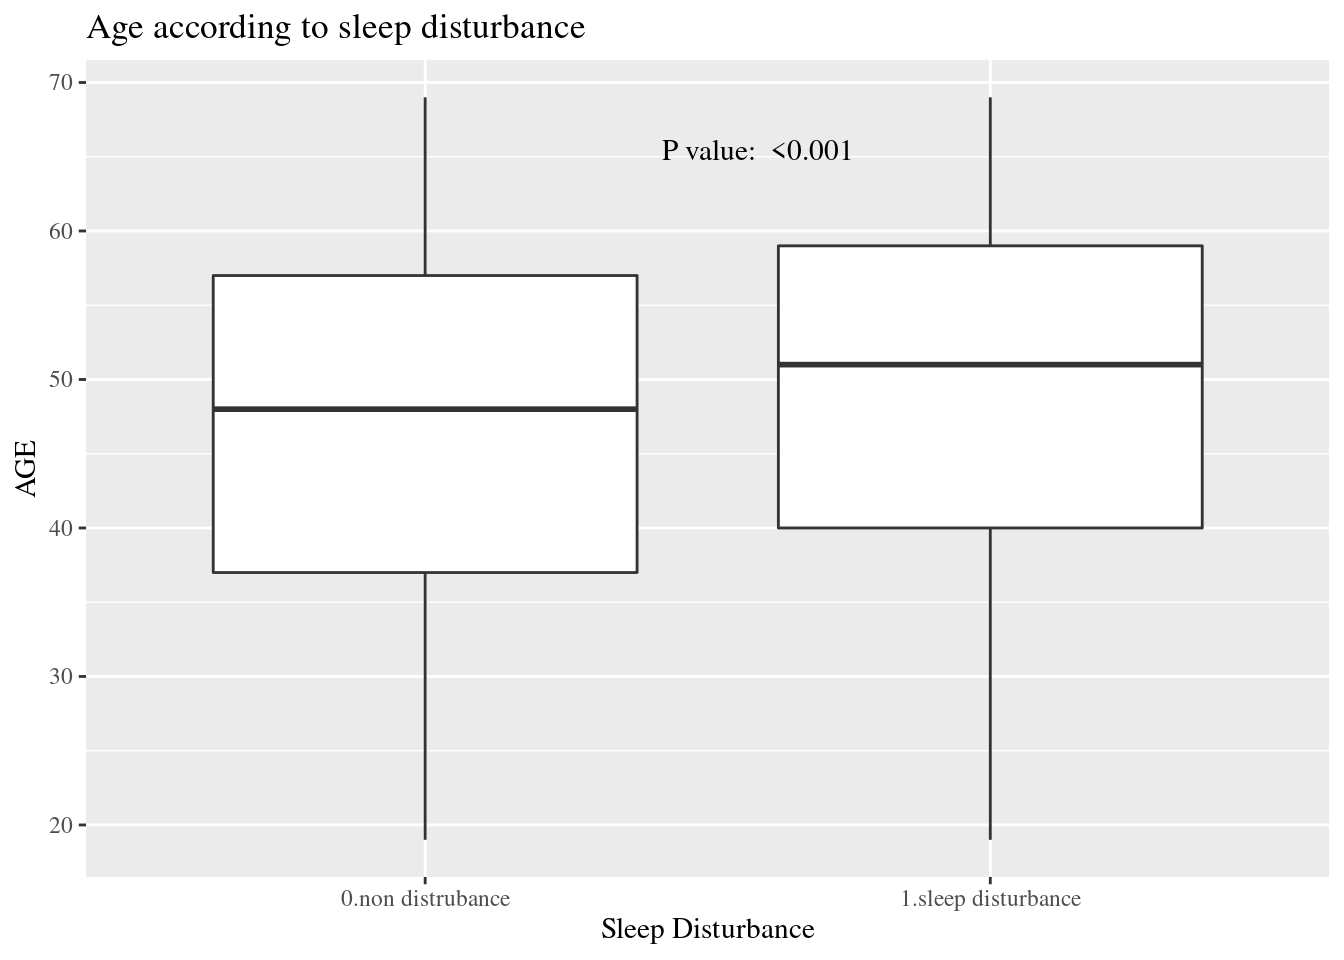 Age according to sleep disturbance
70
60
50
40
30
20
AGE
P value:  <0.001
0.non distrubance
1.sleep disturbance
Sleep Disturbance